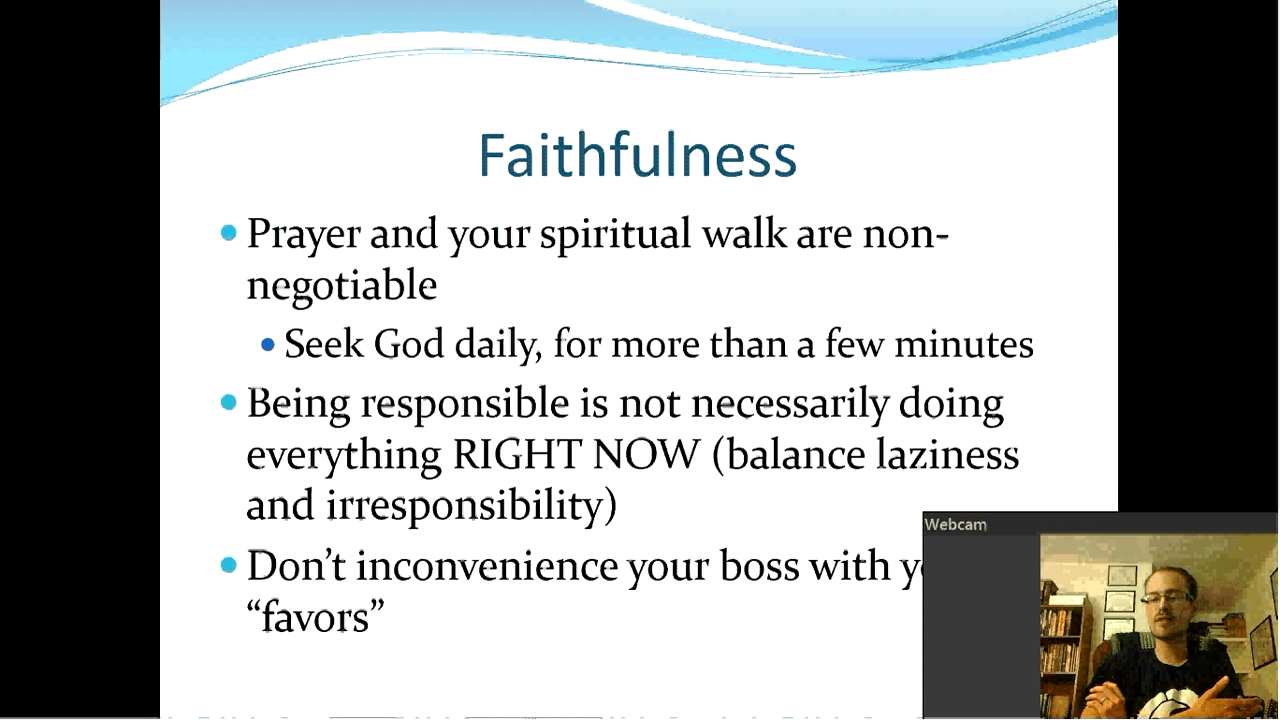 Faithfulness
Prayer and your spiritual walk are non-
negotiable
Seek God daily, for more than a few minutes
Being responsible is not necessarily doing
everything RIGHT NOW (balance laziness
and irresponsibility)
Don’t inconvenience your boss with
“favors”
Webcam